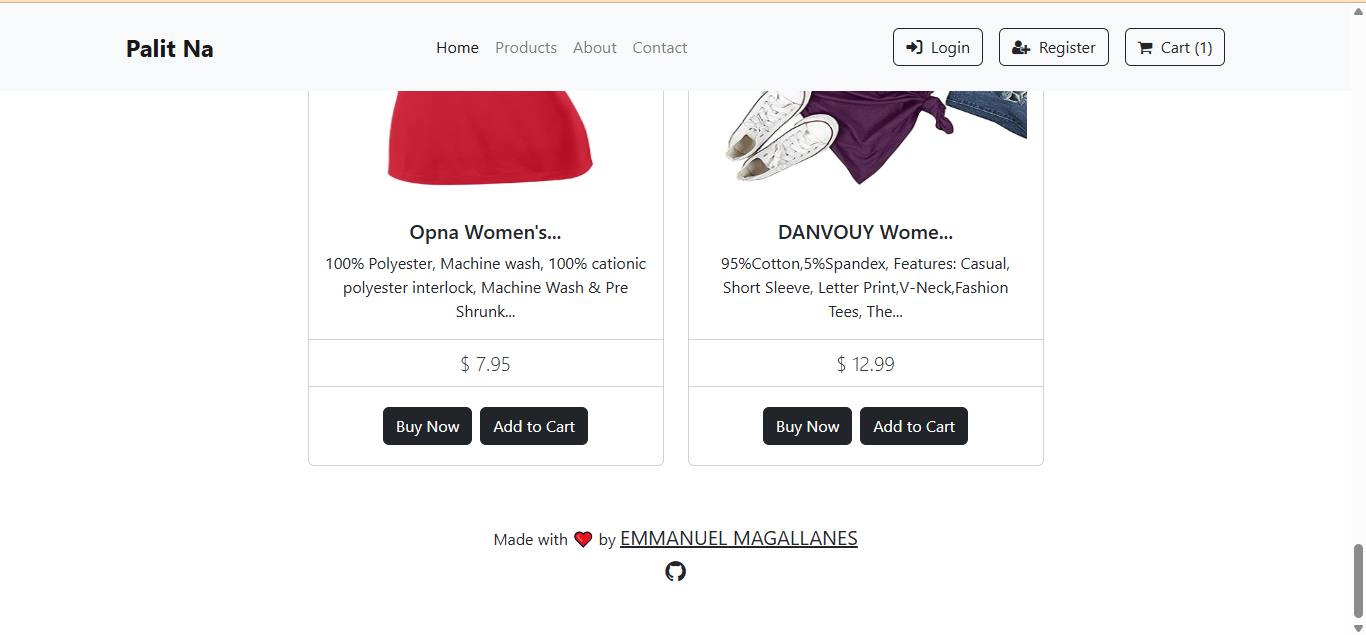 Palit Na
Home Products About Contact
Login Register Cart (1)
Opna Women's...
100% Polyester, Machine wash, 100% cationic
polyester interlock, Machine Wash & Pre
Shrunk...
$ 7.95
Buy Now Add to Cart
DANVOUY Wome...
95%Cotton,5%Spandex, Features: Casual,
Short Sleeve, Letter Print,V-Neck,Fashion
Tees, The...
$ 12.99
Buy Now Add to Cart
Made with ❤️ by EMMANUEL MAGALLANES